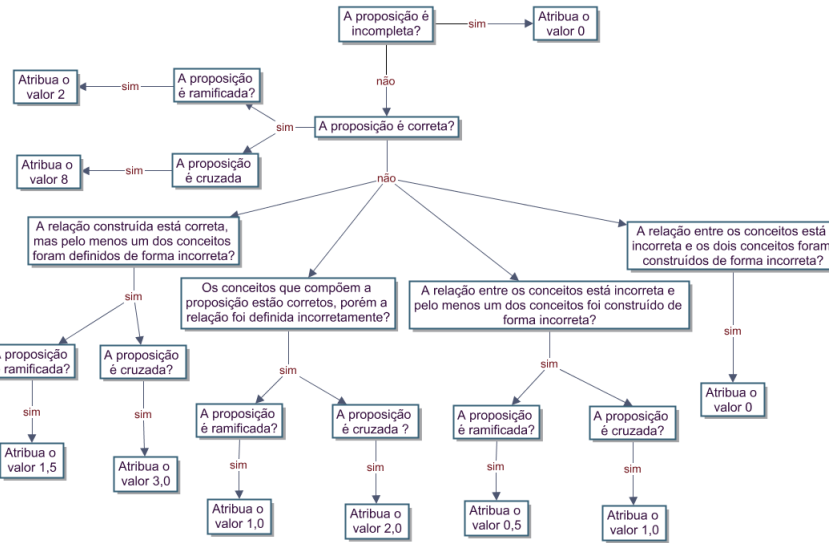 A proposição é
incompleta?
sim
Atribua o
valor 0
não
Atribua o
valor 2
sim
A proposição
é ramificada?
sim
A proposição é correta?
Atribua o
valor 8
sim
A proposição
é cruzada
não
A relação construída está correta,
mas pelo menos um dos conceitos
foram definidos de forma incorreta?
A relação entre os conceitos está
incorreta e os dois conceitos foram
construídos de forma incorreta?
Os conceitos que compõem a
proposição estão corretos, porém a
relação foi definida incorretamente?
A relação entre os conceitos está incorreta e
pelo menos um dos conceitos foi construído de
forma incorreta?
sim
sim
sim
sim
proposição
ramificada?
A proposição
é cruzada?
sim
sim
Atribua o
valor 1,5
Atribua o
valor 3,0
A proposição
é ramificada?
A proposição
é cruzada ?
sim
sim
Atribua o
valor 1,0
Atribua o
valor 2,0
A proposição
é ramificada?
A proposição
é cruzada?
sim
sim
Atribua o
valor 0,5
Atribua o
valor 1,0
Atribua o
valor 0